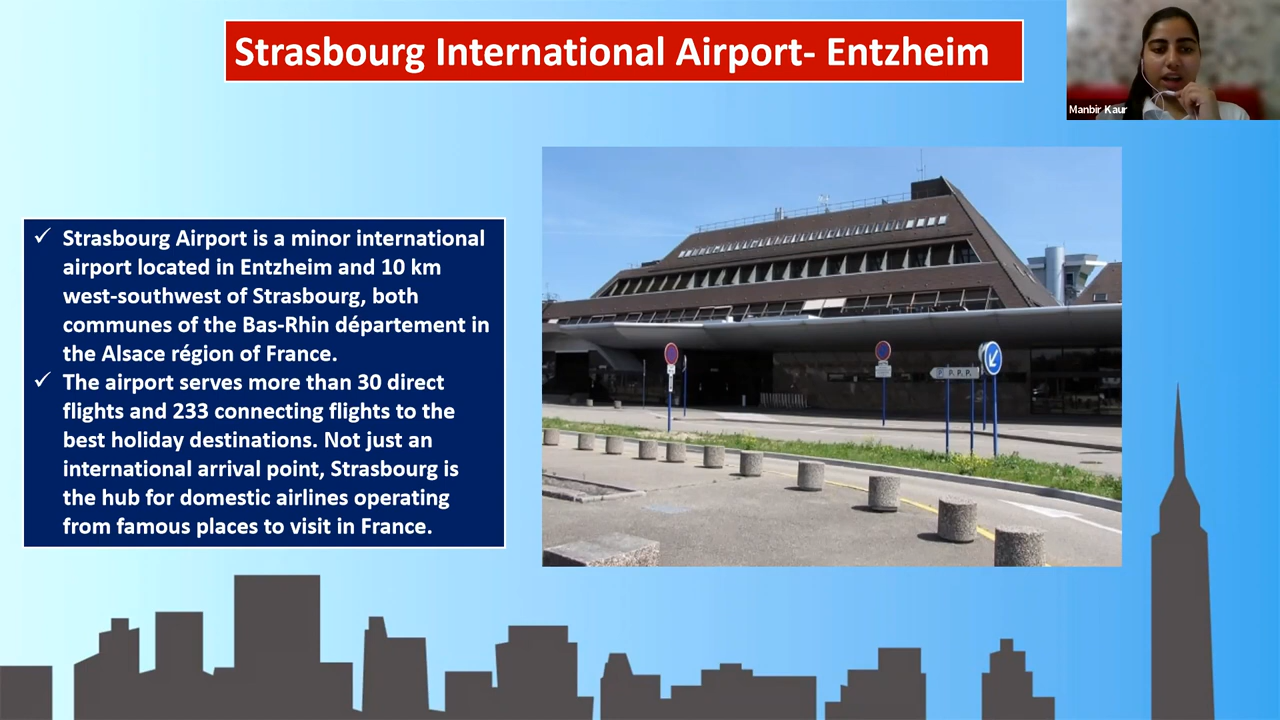 Strasbourg International Airport- Entzheim
Manbir Kaur
Strasbourg Airport is a minor international
airport located in Entzheim and 10 km
west-southwest of Strasbourg, both
communes of the Bas-Rhin département in
the Alsace région of France.
The airport serves more than 30 direct
flights and 233 connecting flights to the
best holiday destinations. Not just an
international arrival point, Strasbourg is
the hub for domestic airlines operating
from famous places to visit in France.